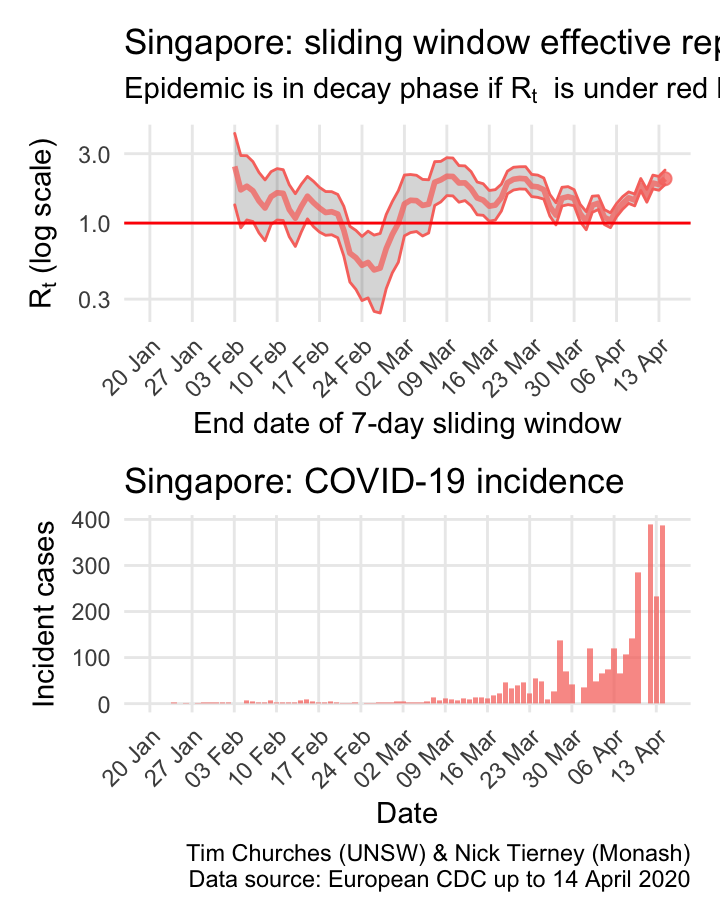 Singapore: sliding window effective rep
Epidemic is in decay phase if Rt is under red
Rt (log scale)
3.0
1.0
0.3
20 Jan
27 Jan
03 Feb
10 Feb
17 Feb
24 Feb
02 Mar
09 Mar
16 Mar
23 Mar
30 Mar
06 Apr
13 Apr
End date of 7-day sliding window
Singapore: COVID-19 incidence
Incident cases
400
300
200
100
0
20 Jan
27 Jan
03 Feb
10 Feb
17 Feb
24 Feb
02 Mar
09 Mar
16 Mar
23 Mar
30 Mar
06 Apr
13 Apr
Date
Tim Churches (UNSW) & Nick Tierney (Monash)
Data source: European CDC up to 14 April 2020